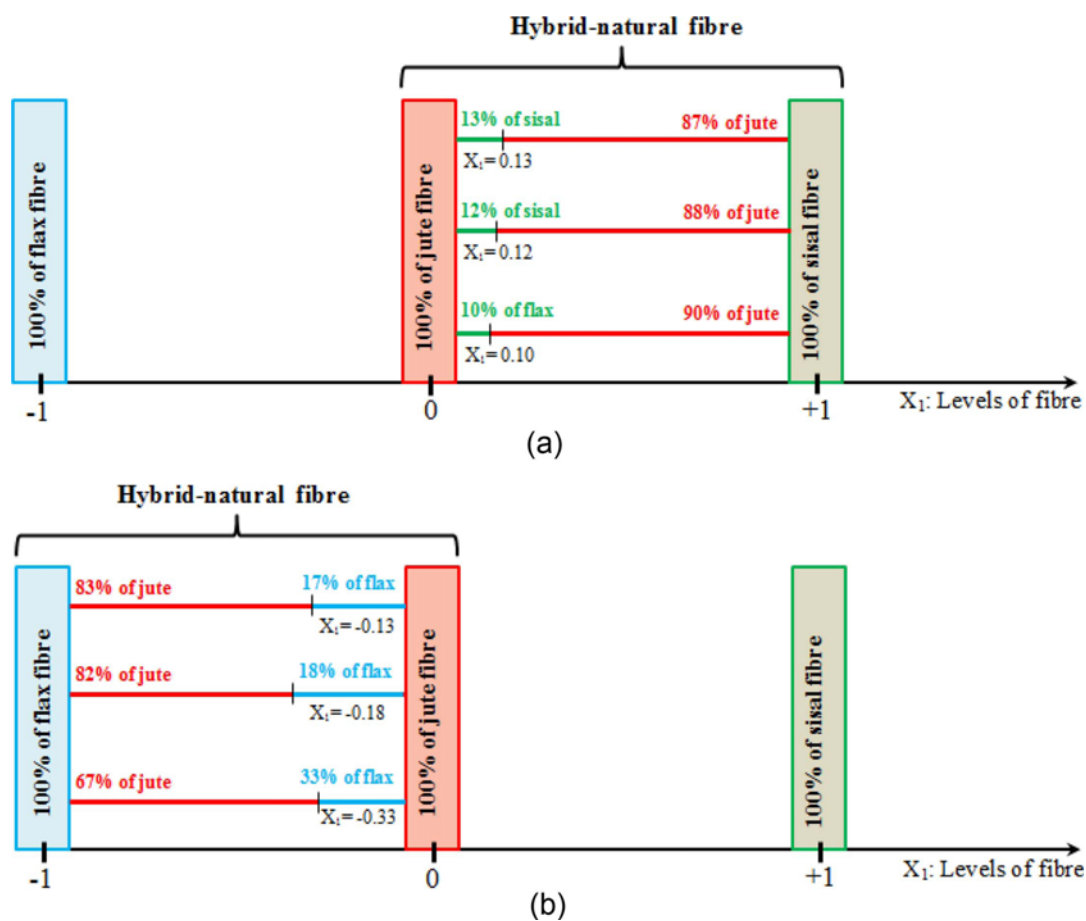 Hybrid-natural fibre
100% of flax fibre
100% of jute fibre
13% of sisal
87% of jute
X₁= 0.13
12% of sisal
88% of jute
X₁= 0.12
10% of flax
90% of jute
X₁= 0.10
100% of sisal fibre
-1
0
+1
X₁: Levels of fibre
(a)
Hybrid-natural fibre
100% of flax fibre
83% of jute
17% of flax
X₁= -0.13
82% of jute
18% of flax
X₁= -0.18
67% of jute
33% of flax
X₁= -0.33
100% of jute fibre
100% of sisal fibre
-1
0
+1
X₁: Levels of fibre
(b)